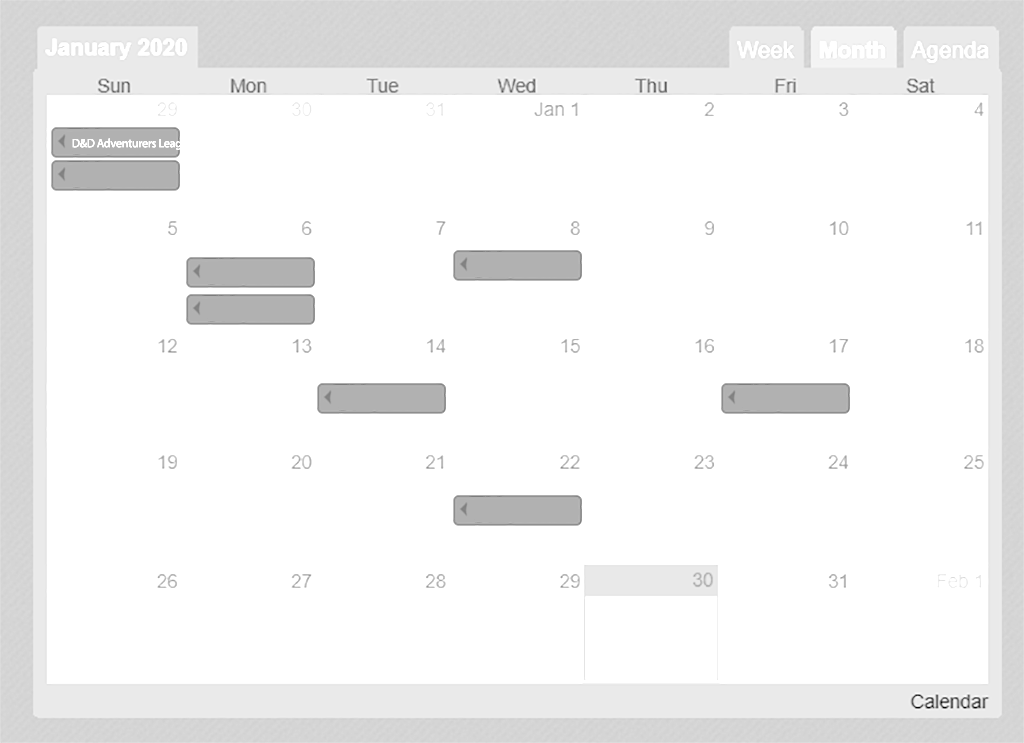 January 2020
Week Month Agenda
Sun Mon Tue Wed Thu Fri Sat
29 30 31 Jan 1 2 3 4
D&D Adventurers Leag
5 6 7 8 9 10 11
12 13 14 15 16 17 18
19 20 21 22 23 24 25
26 27 28 29 30 31 Feb 1
Calendar